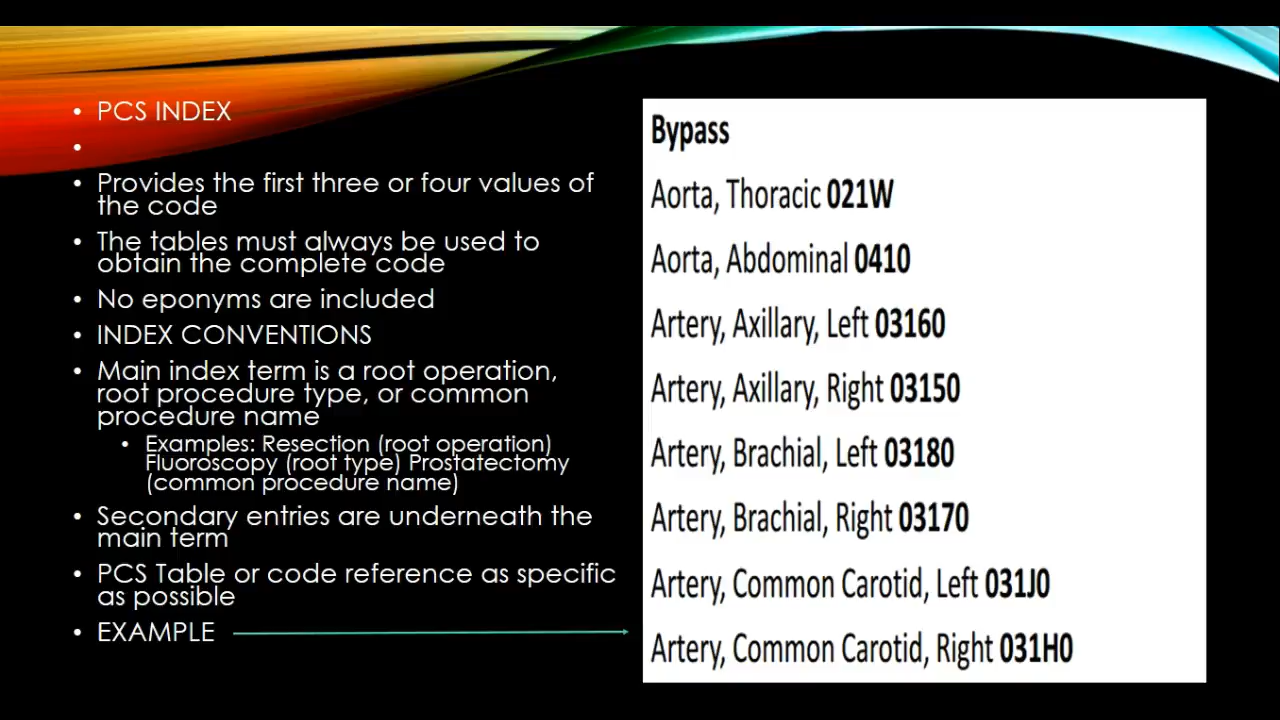 PCS INDEX
Provides the first three or four values of
the code
The tables must always be used to
obtain the complete code
No eponyms are included
INDEX CONVENTIONS
Main index term is a root operation,
root procedure type, or common
procedure name
Examples: Resection (root operation)
Fluoroscopy (root type) Prostatectomy
(common procedure name)
Secondary entries are underneath the
main term
PCS Table or code reference as specific
as possible
EXAMPLE
Bypass
Aorta, Thoracic 021W
Aorta, Abdominal 0410
Artery, Axillary, Left 03160
Artery, Axillary, Right 03150
Artery, Brachial, Left 03180
Artery, Brachial, Right 03170
Artery, Common Carotid, Left 031J0
Artery, Common Carotid, Right 031H0